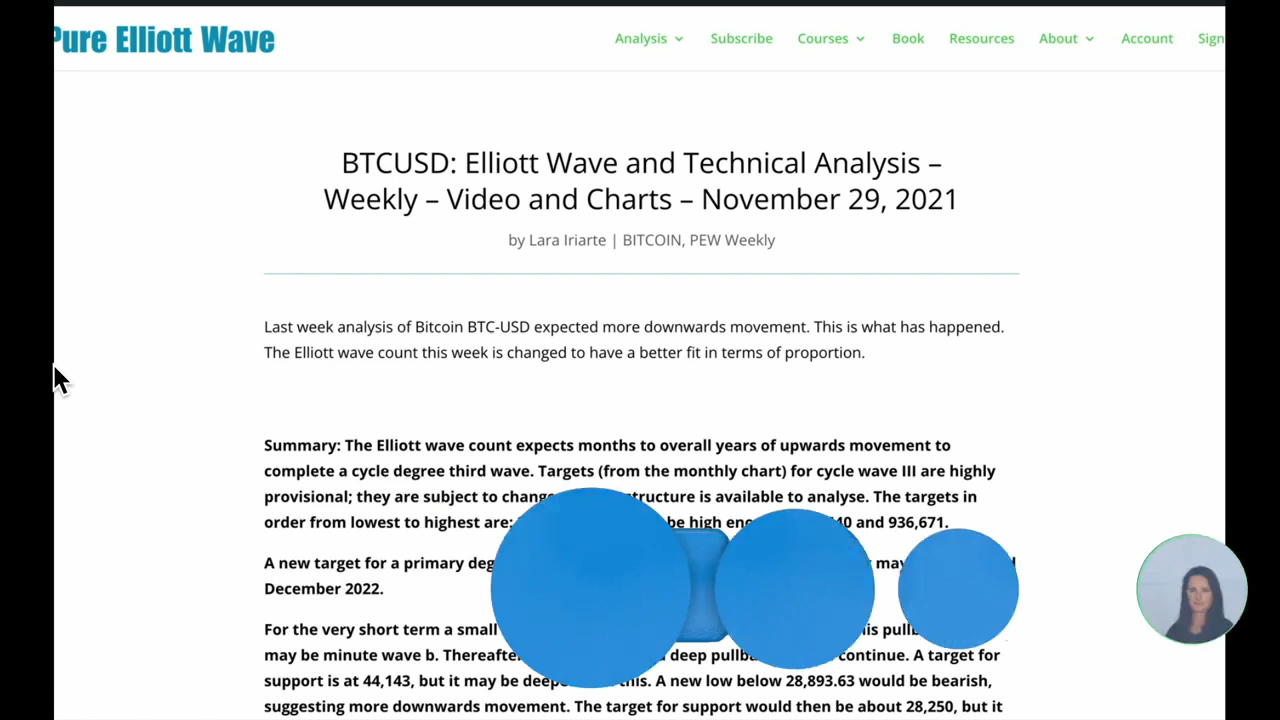 Pure Elliott Wave
Analysis Subscribe Courses Book Resources About Account Sign
BTCUSD: Elliott Wave and Technical Analysis –
Weekly – Video and Charts – November 29, 2021
by Lara Iriarte | BITCOIN, PEW Weekly
Last week analysis of Bitcoin BTC-USD expected more downwards movement. This is what has happened.
The Elliott wave count this week is changed to have a better fit in terms of proportion.
Summary: The Elliott wave count expects months to overall years of upwards movement to
complete a cycle degree third wave. Targets (from the monthly chart) for cycle wave III are highly
provisional; they are subject to change structure is available to analyse. The targets in
order from lowest to highest are: be high and 936,671.
A new target for a primary may
December 2022.
For the very short term a small
may be minute wave b. deep continue. A target for
support is at 44,143, but it may be this. A new low below 28,893.63 would be bearish,
suggesting more downwards movement. The target for support would then be about 28,250, but it